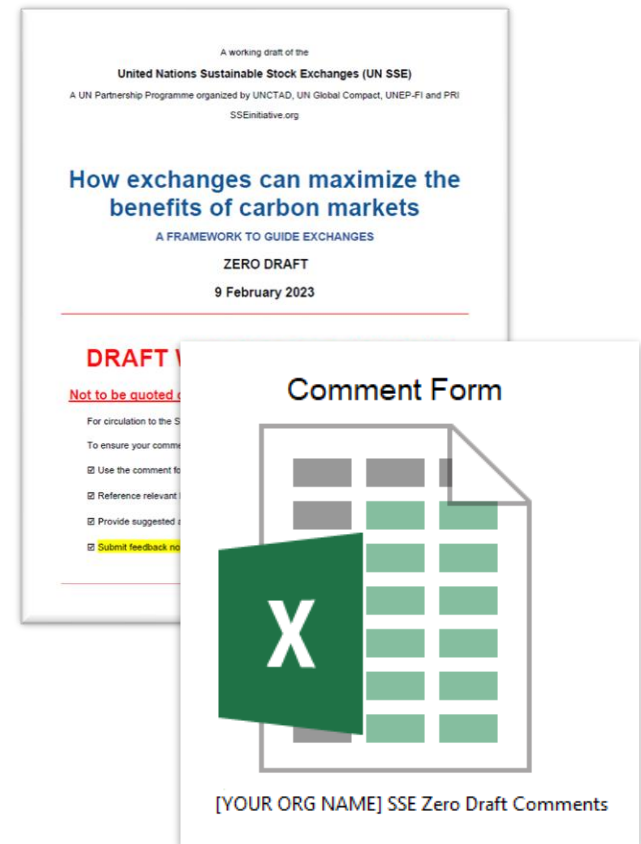 A working draft of the
United Nations Sustainable Stock Exchanges (UN SSE)
A UN Partnership Programme organized by UNCTAD, UN Global Compact, UNEP-FI and PRI
SSEinitiative.org
How exchanges can maximize the
benefits of carbon markets
A FRAMEWORK TO GUIDE EXCHANGES
ZERO DRAFT
9 February 2023
DRAFT
Not to be quoted
For circulation to the
To ensure your
☑ Use the comment
☑ Reference relevant
☑ Provide suggested
☑ Submit feedback
Comment Form
X
[YOUR ORG NAME] SSE Zero Draft Comments